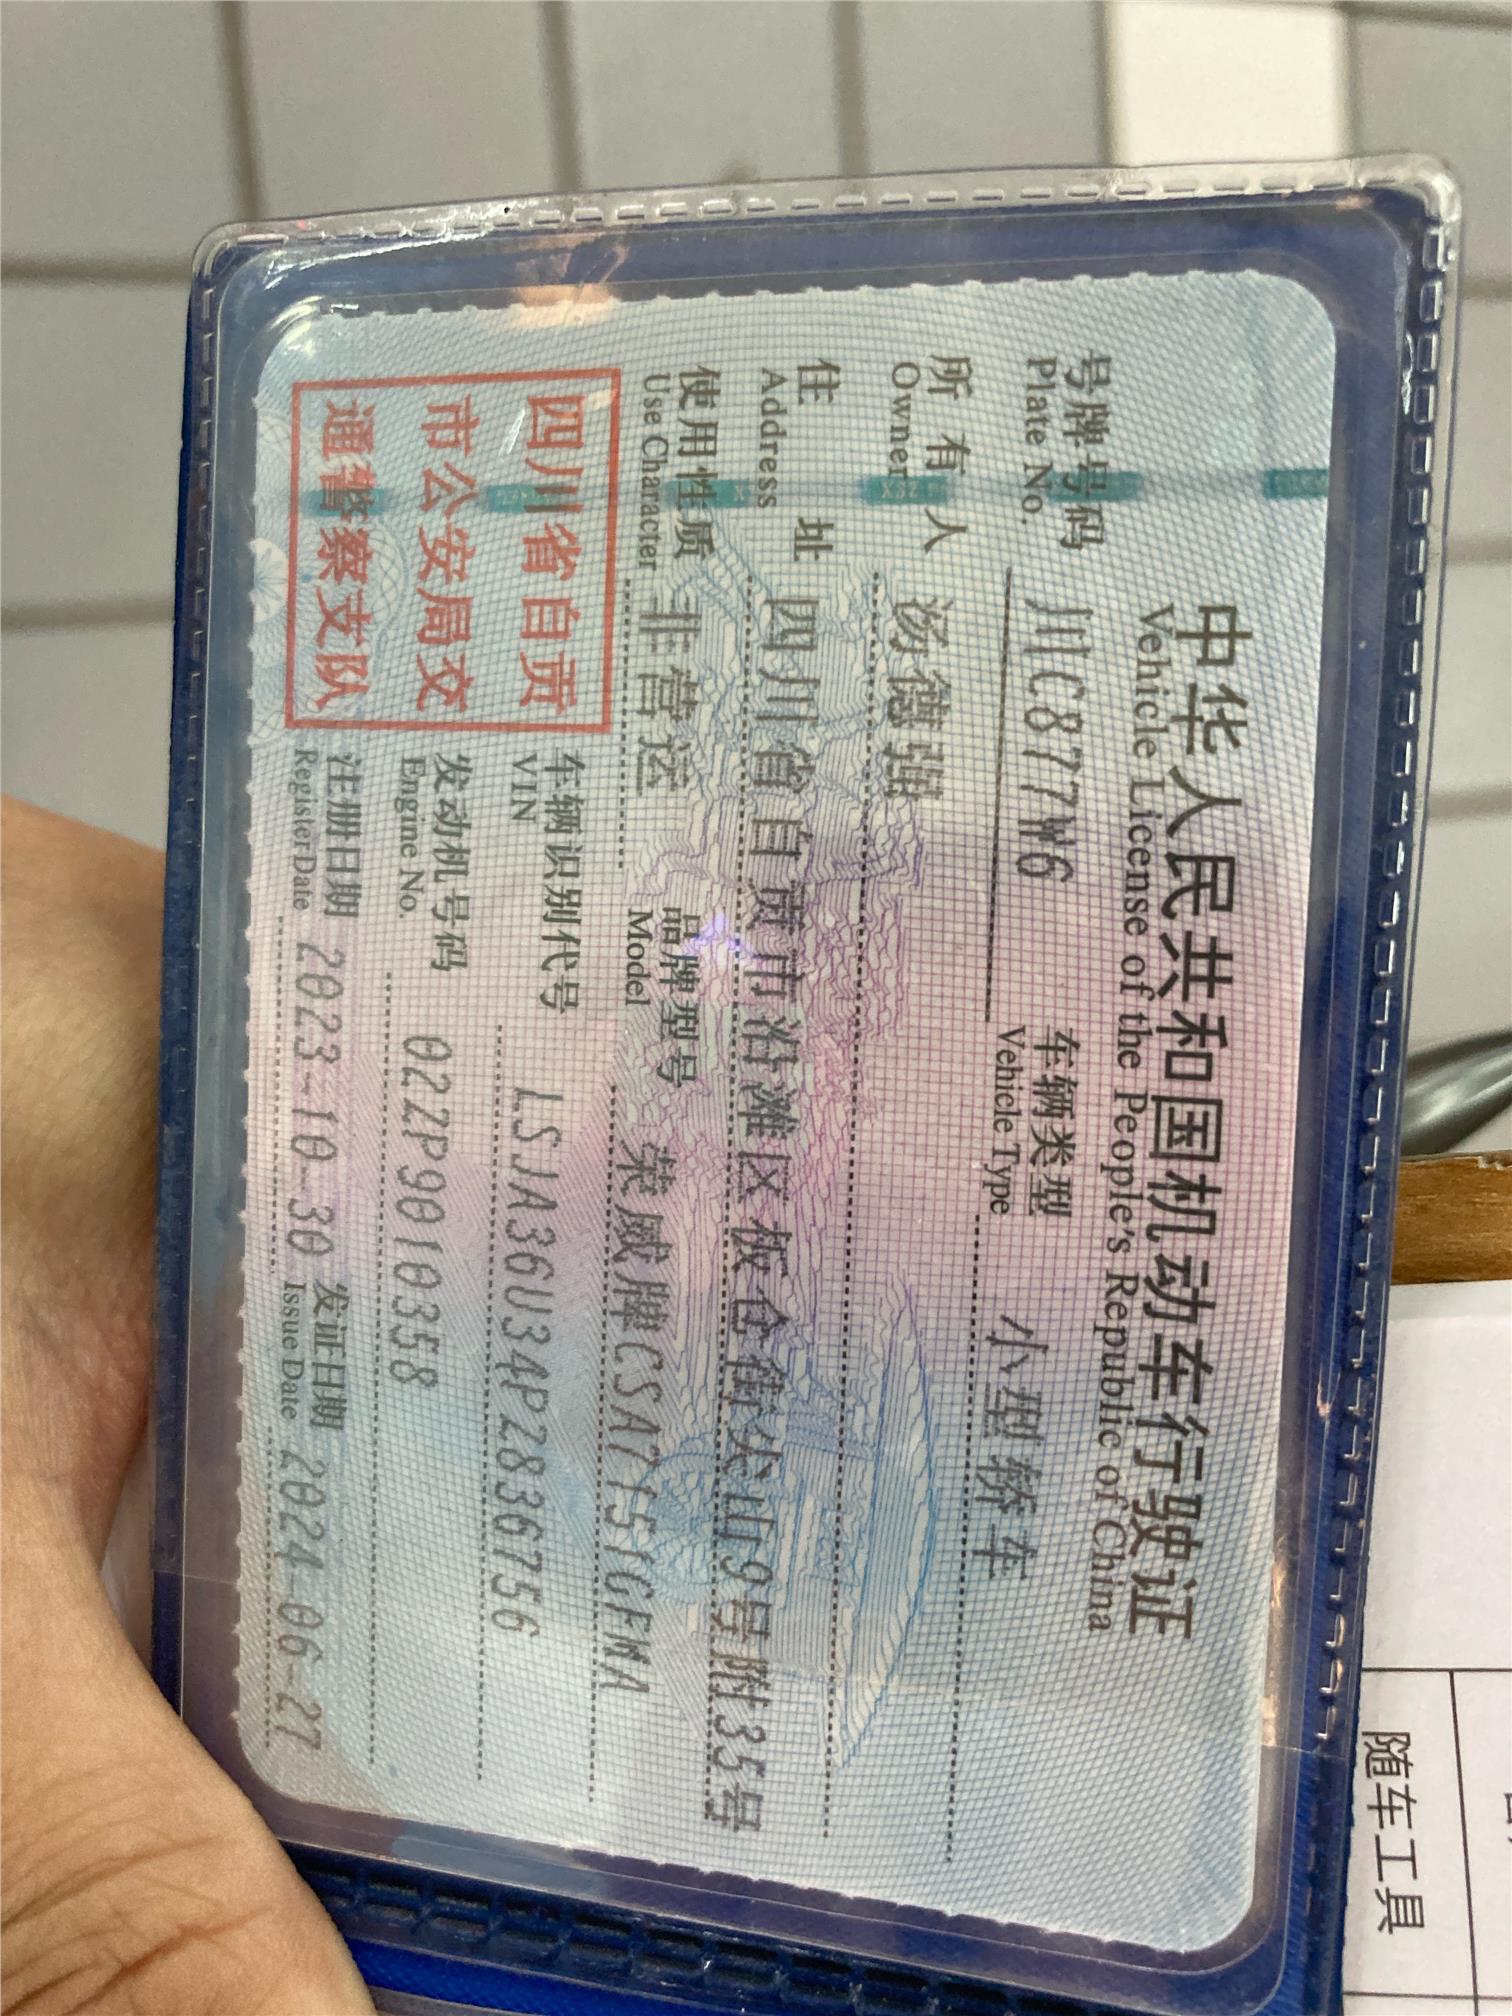 中华人民共和国机动车行驶证
Vehicle License of the People's Republic of China
号牌号码 川C877W6 车辆类型 小型轿车
Plate No. Vehicle Type
所有人 汤德强
Owner
住址 四川省自贡市沿滩区板仓街尖山9号附35号
Address
使用性质 非营运 品牌型号 荣威牌CSA7151GFWA
Use Character Model
四川省自贡
市公安局交
通警察支队
车辆识别代号 LSJA36U34P2836756
VIN
发动机号码 022P9010358
Engine No.
注册日期 2023-10-30 发证日期 2024-06-27
Register Date Issue Date
随车工具